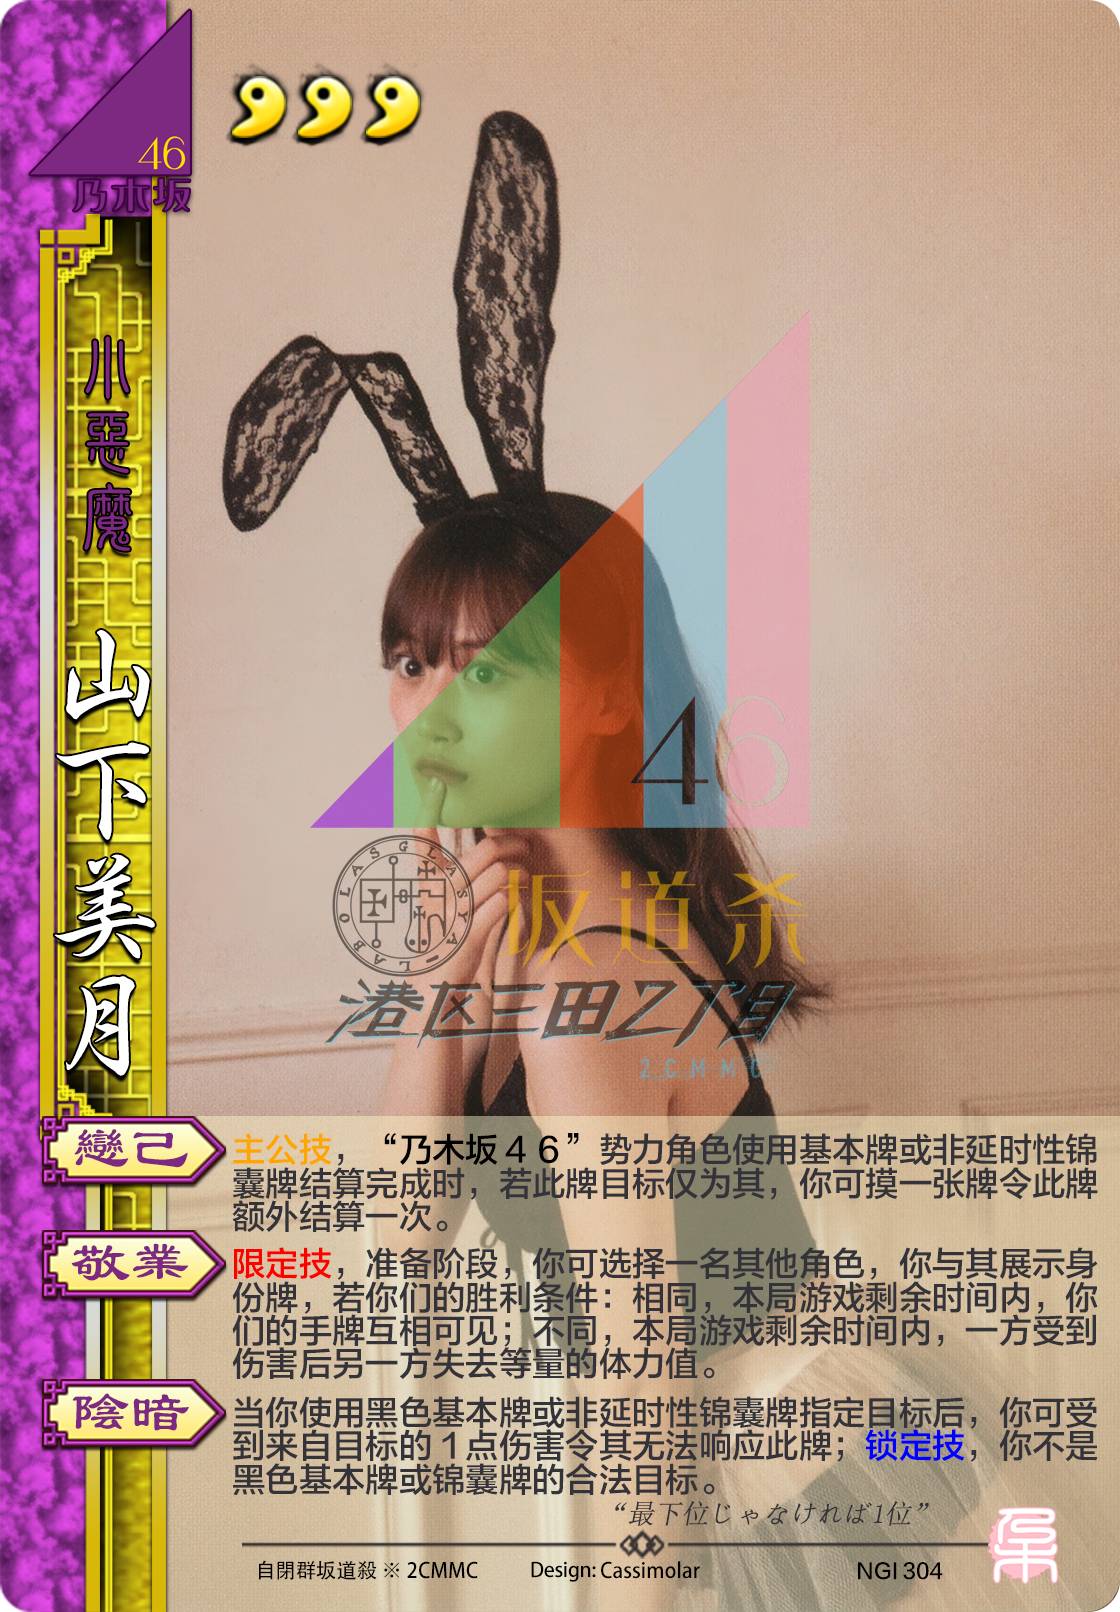 46
乃木坂
小惡魔
山下美月
46
GLASYA-LABOLAS
坂道杀
港区三田乙丁目
2CMMC
戀己
主公技，“乃木坂４６”势力角色使用基本牌或非延时性锦
囊牌结算完成时，若此牌目标仅为其，你可摸一张牌令此牌
额外结算一次。
敬業
限定技，准备阶段，你可选择一名其他角色，你与其展示身
份牌，若你们的胜利条件：相同，本局游戏剩余时间内，你
们的手牌互相可见；不同，本局游戏剩余时间内，一方受到
伤害后另一方失去等量的体力值。
陰暗
当你使用黑色基本牌或非延时性锦囊牌指定目标后，你可受
到来自目标的１点伤害令其无法响应此牌；锁定技，你不是
黑色基本牌或锦囊牌的合法目标。
“最下位じゃなければ1位”
自閉群坂道殺 ※ 2CMMC
Design: Cassimolar
NGI 304